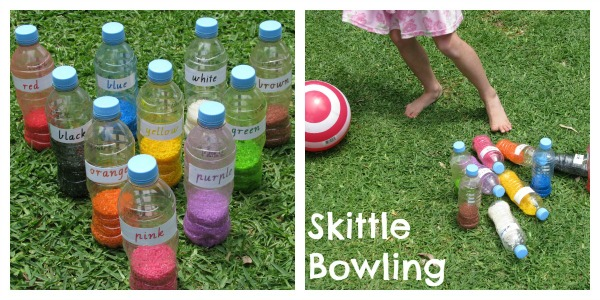 red
blue
white
brown
black
yellow
green
orange
purple
pink
Skittle
Bowling